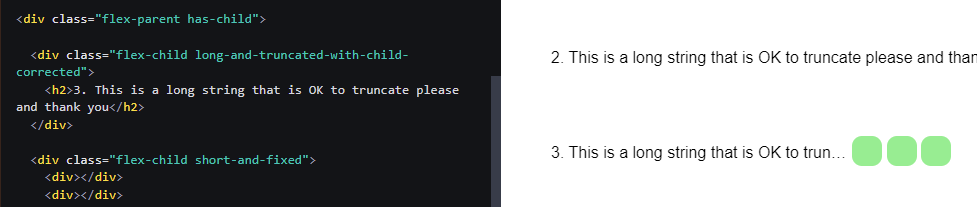 <div class="flex-parent has-child">
<div class="flex-child long-and-truncated-with-child-
corrected">
<h2>3. This is a long string that is OK to truncate please
and thank you</h2>
</div>
<div class="flex-child short-and-fixed">
<div></div>
<div></div>
2. This is a long string that is OK to truncate please and than
3. This is a long string that is OK to trun...